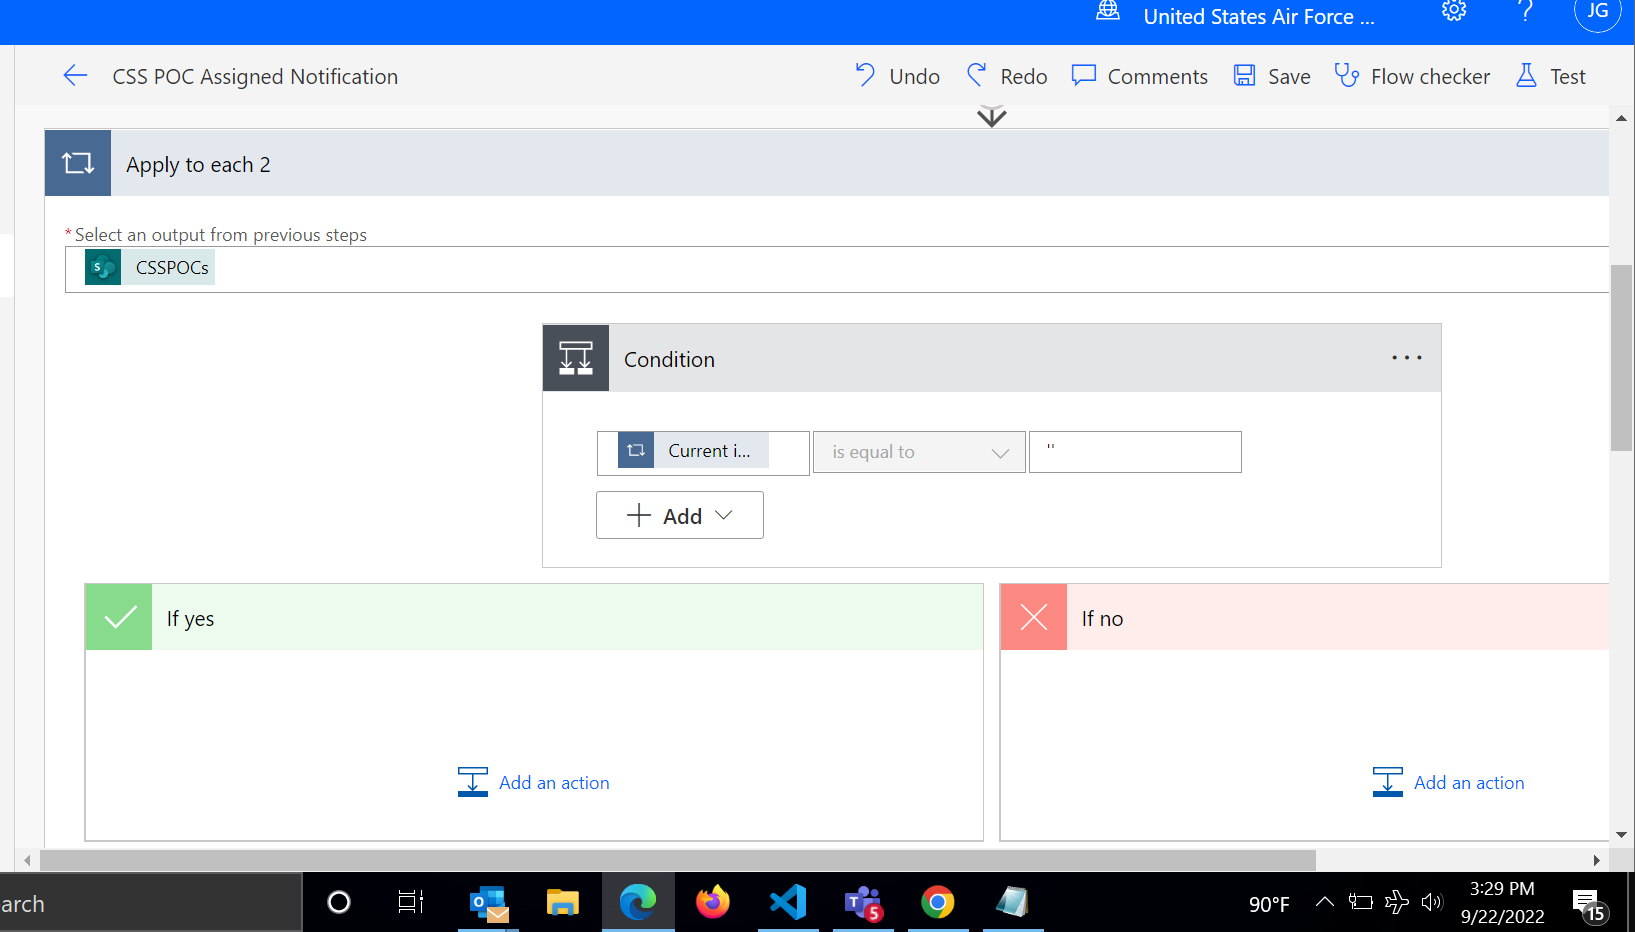 United States Air Force ...
?
JG
CSS POC Assigned Notification
Undo
Redo
Comments
Save
Flow checker
Test
Apply to each 2
* Select an output from previous steps
S
CSSPOCs
Condition
...
Current i...
is equal to
''
Add
If yes
If no
Add an action
Add an action
arch
O
T
5
90°F
3:29 PM
9/22/2022
15